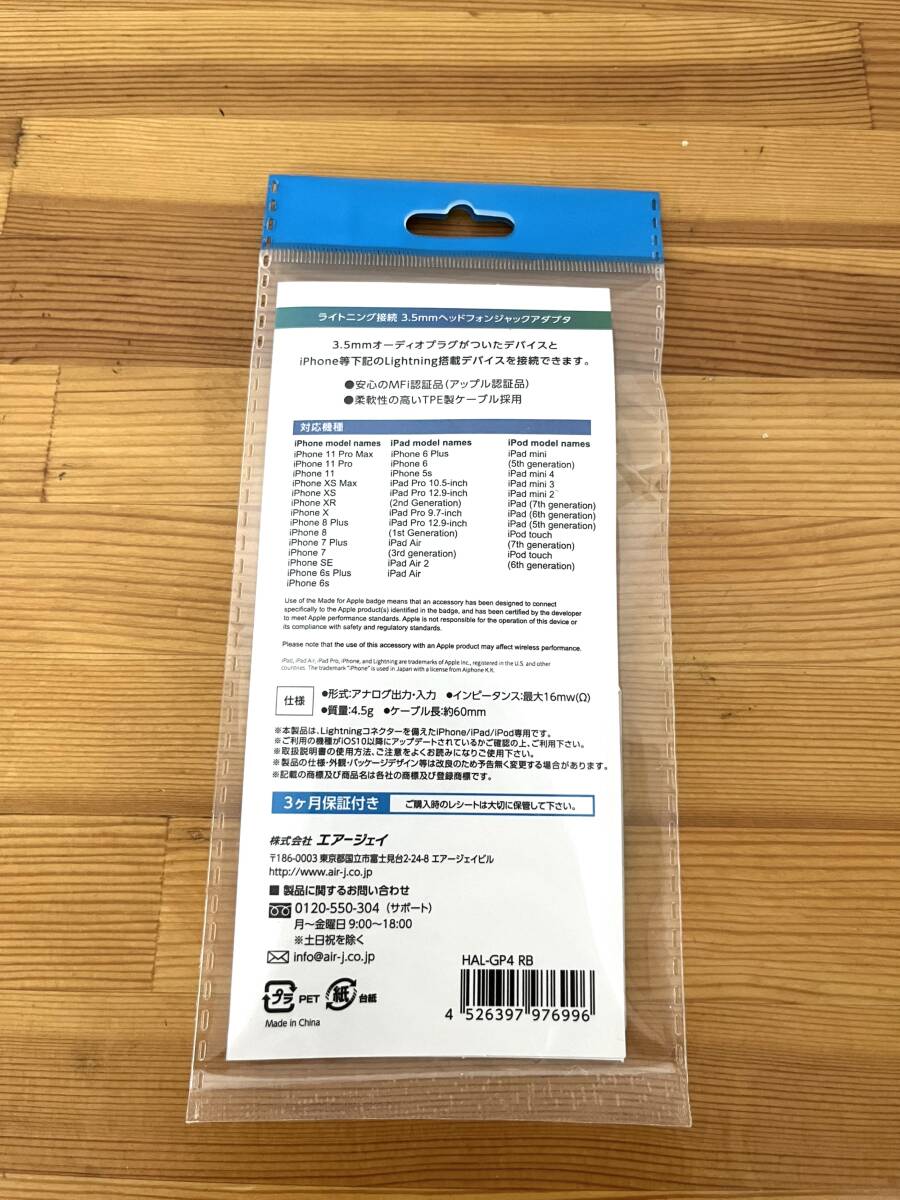 ライトニング接続 3.5mmヘッドフォンジャックアダプタ
3.5mmオーディオプラグがついたデバイスと
iPhone等下記のLightning搭載デバイスを接続できます。
●安心のMFi認証品(アップル認証品)
●柔軟性の高いTPE製ケーブル採用
対応機種
iPhone model names
iPhone 11 Pro Max
iPhone 11 Pro
iPhone 11
iPhone XS Max
iPhone XS
iPhone XR
iPhone X
iPhone 8 Plus
iPhone 8
iPhone 7 Plus
iPhone 7
iPhone SE
iPhone 6s Plus
iPhone 6s
iPad model names
iPhone 6 Plus
iPhone 6
iPhone 5s
iPad Pro 10.5-inch
iPad Pro 12.9-inch
(2nd Generation)
iPad Pro 9.7-inch
iPad Pro 12.9-inch
(1st Generation)
iPad Air
(3rd generation)
iPad Air 2
iPad Air
iPod model names
iPad mini
(5th generation)
iPad mini 4
iPad mini 3
iPad mini 2
iPad (7th generation)
iPad (6th generation)
iPad (5th generation)
iPod touch
(7th generation)
iPod touch
(6th generation)
Use of the Made for Apple badge means that an accessory has been designed to connect
specifically to the Apple product(s) identified in the badge, and has been certified by the developer
to meet Apple performance standards. Apple is not responsible for the operation of this device or
its compliance with safety and regulatory standards.
Please note that the use of this accessory with an Apple product may affect wireless performance.
iPad, iPad Air, iPad Pro, iPhone, and Lightning are trademarks of Apple Inc., registered in the U.S. and other
countries. The trademark "iPhone" is used in Japan with a license from Aiphone K.K.
仕様
●形式:アナログ出力・入力 ●インピータンス:最大16mw(Ω)
●質量:4.5g ●ケーブル長:約60mm
※本製品は、Lightningコネクターを備えたiPhone/iPad/iPod専用です。
※ご利用の機種がiOS10以降にアップデートされているかご確認の上、ご利用下さい。
※取扱説明書の使用方法、ご注意をよくお読みになりご使用下さい。
※製品の仕様・外観・パッケージデザイン等は改良のため予告無く変更する場合があります。
※記載の商標及び商品名は各社の商標及び登録商標です。
3ヶ月保証付き ご購入時のレシートは大切に保管して下さい。
株式会社 エアージェイ
〒186-0003 東京都国立市富士見台2-24-8 エアージェイビル
http://www.air-j.co.jp
■ 製品に関するお問い合わせ
0120-550-304 (サポート)
月〜金曜日 9:00〜18:00
※土日祝を除く
info@air-j.co.jp
HAL-GP4 RB
プラ PET 紙 台紙
Made in China
4 526397 976996